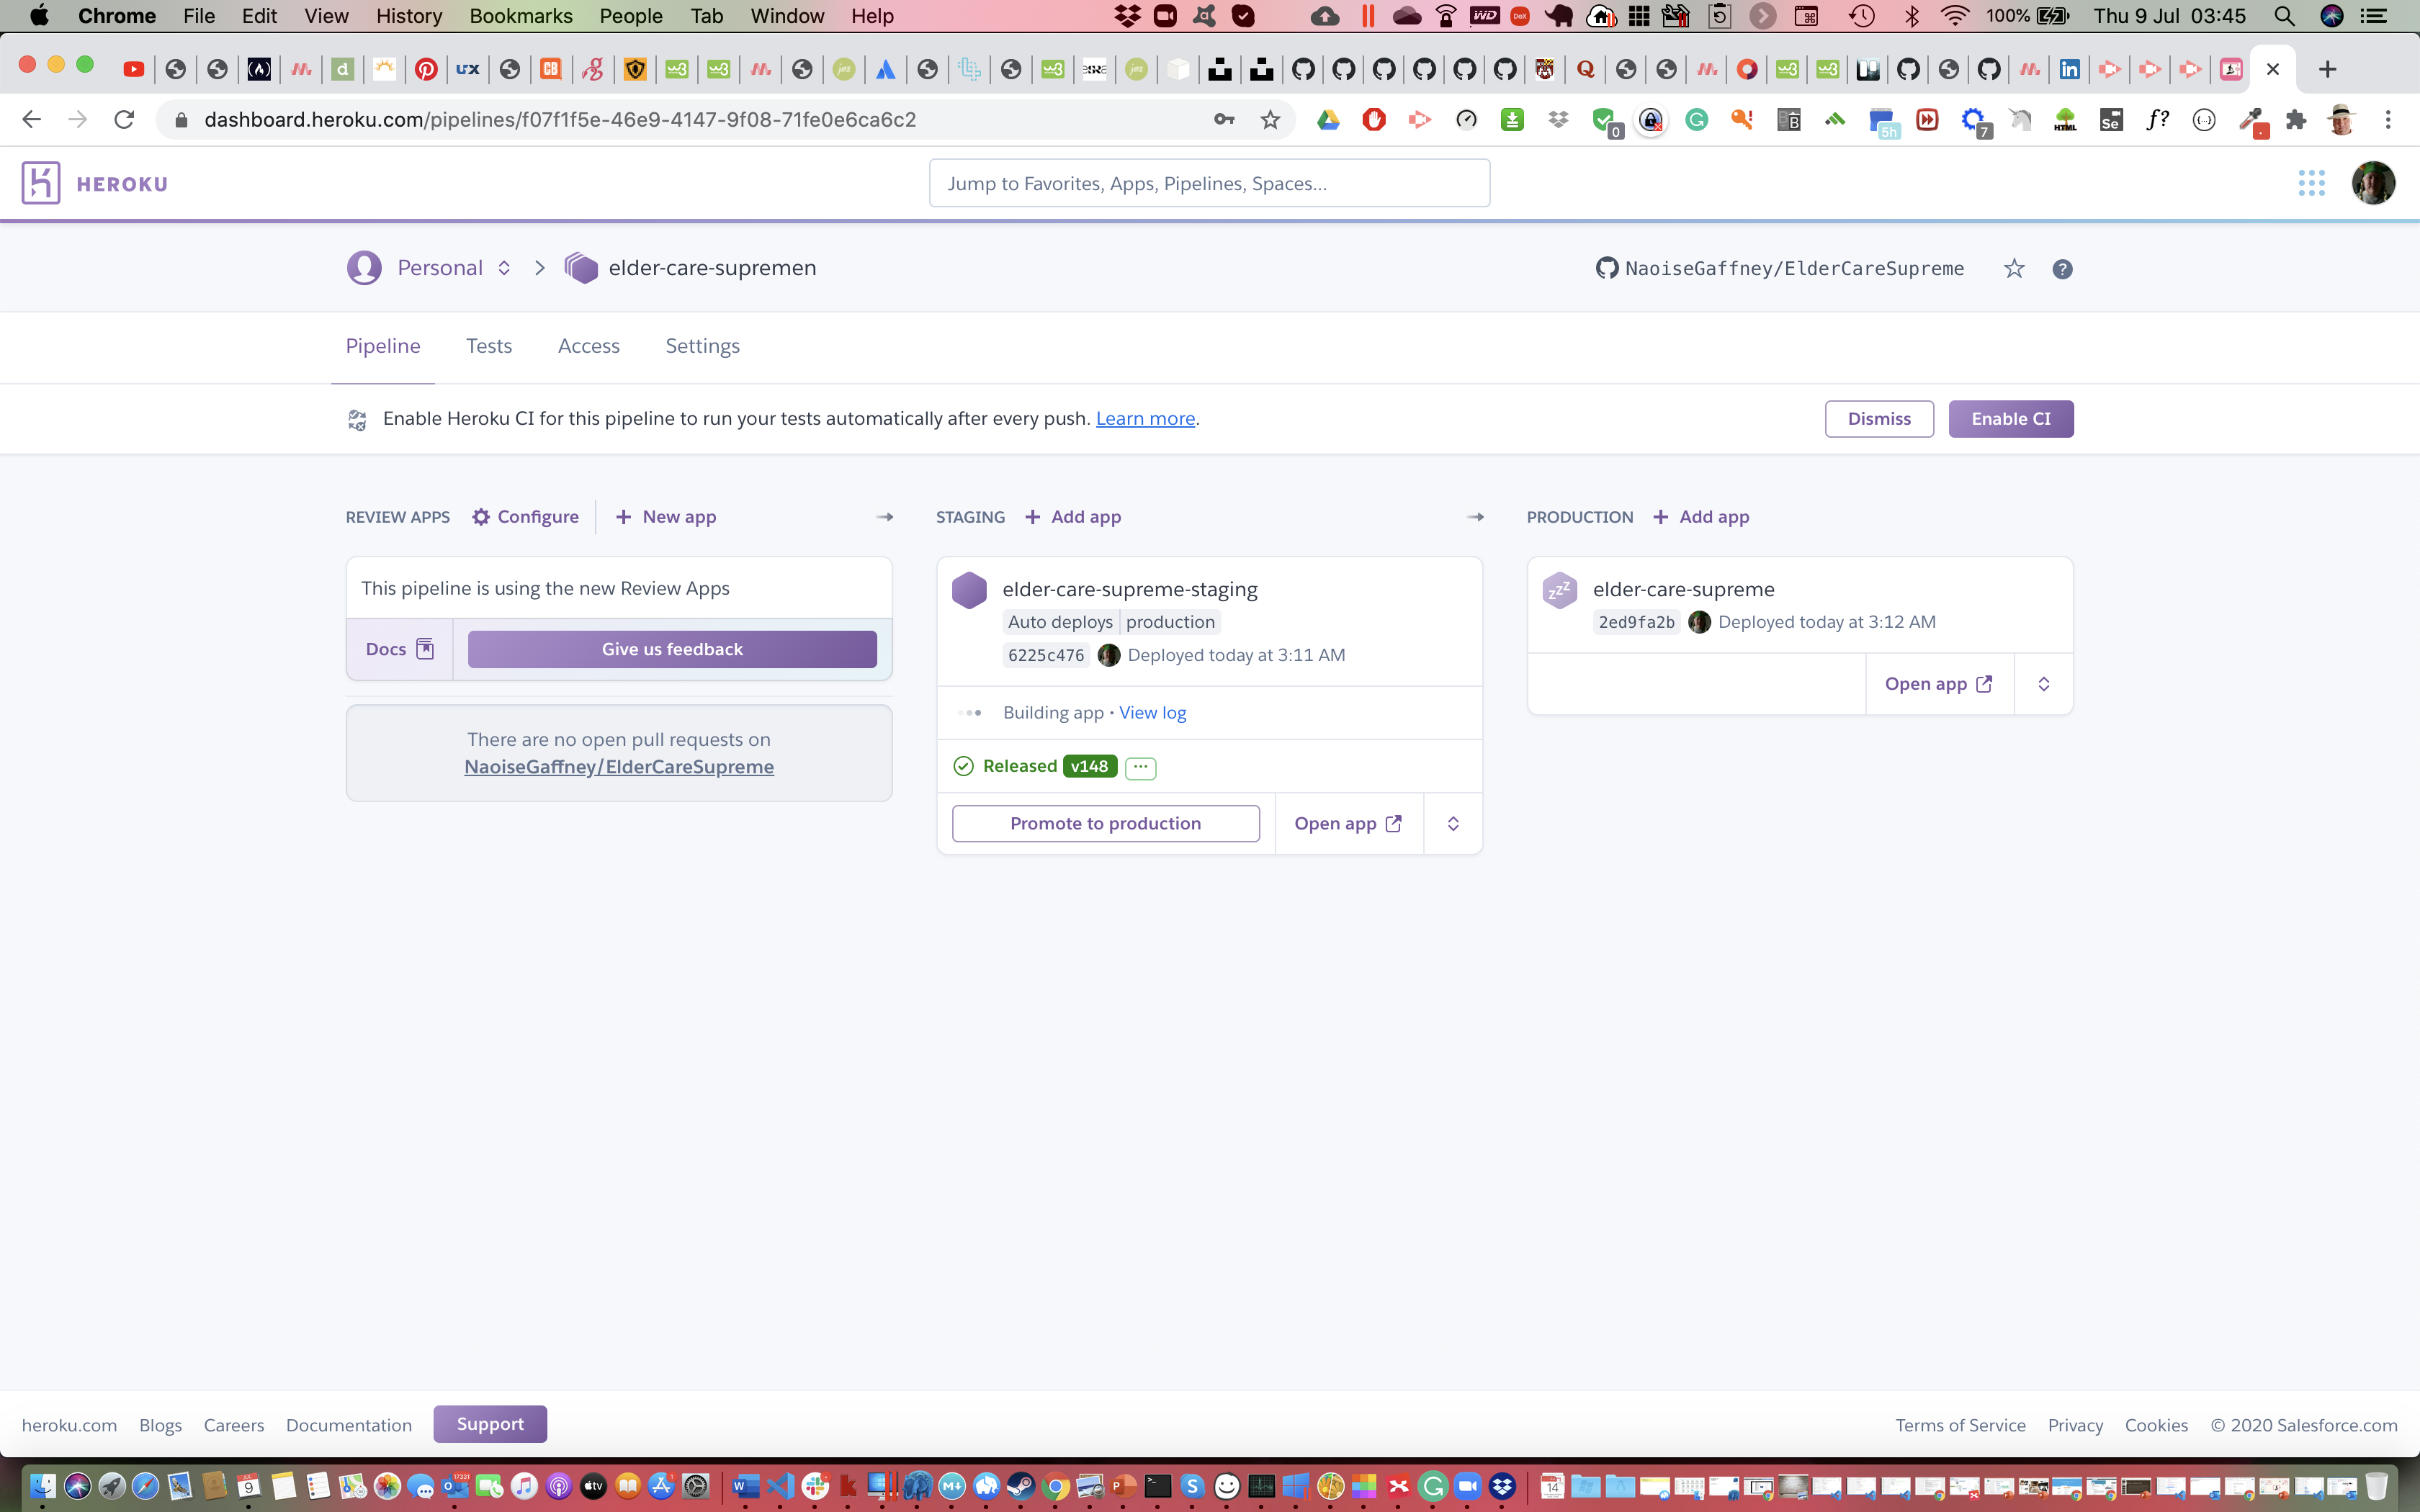 Chrome File Edit View History Bookmarks People Tab Window Help
100% Thu 9 Jul 03:45
dashboard.heroku.com/pipelines/f07f1f5e-46e9-4147-9f08-71fe0e6ca6c2
HEROKU
Jump to Favorites, Apps, Pipelines, Spaces...
Personal elder-care-supremen
NaoiseGaffney/ElderCareSupreme
Pipeline Tests Access Settings
Enable Heroku CI for this pipeline to run your tests automatically after every push. Learn more.
Dismiss Enable CI
REVIEW APPS Configure + New app
This pipeline is using the new Review Apps
Docs Give us feedback
There are no open pull requests on
NaoiseGaffney/ElderCareSupreme
STAGING + Add app
elder-care-supreme-staging
Auto deploys production
6225c476 Deployed today at 3:11 AM
Building app • View log
Released v148 ...
Promote to production Open app
PRODUCTION + Add app
elder-care-supreme
zzZ
2ed9fa2b Deployed today at 3:12 AM
Open app
heroku.com Blogs Careers Documentation Support
Terms of Service Privacy Cookies © 2020 Salesforce.com